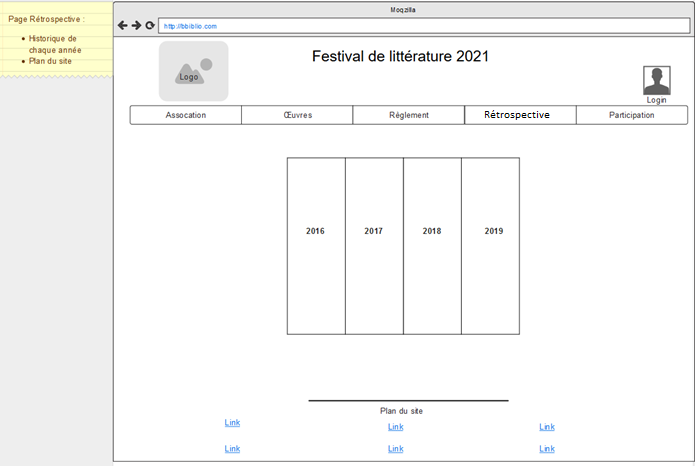 Moqzilla
Page Rétrospective :
Historique de
chaque année
Plan du site
http://bbiblio.com
Festival de littérature 2021
Logo
Login
Assocation
Œuvres
Réglement
Rétrospective
Participation
2016
2017
2018
2019
Plan du site
Link
Link
Link
Link
Link
Link